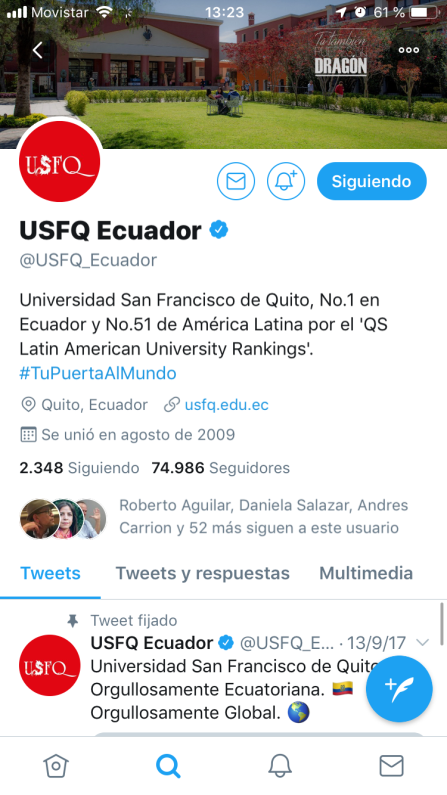 Movistar 13:23 61 %
Tú también
DRAGÓN
USFQ
Siguiendo
USFQ Ecuador
@USFQ_Ecuador
Universidad San Francisco de Quito, No.1 en
Ecuador y No.51 de América Latina por el 'QS
Latin American University Rankings'.
#TuPuertaAlMundo
Quito, Ecuador usfq.edu.ec
Se unió en agosto de 2009
2.348 Siguiendo 74.986 Seguidores
Roberto Aguilar, Daniela Salazar, Andres
Carrion y 52 más siguen a este usuario
Tweets Tweets y respuestas Multimedia
Tweet fijado
USFQ Ecuador @USFQ_E... · 13/9/17
USFQ
Universidad San Francisco de Quito
Orgullosamente Ecuatoriana. 🇪🇨
Orgullosamente Global. 🌎